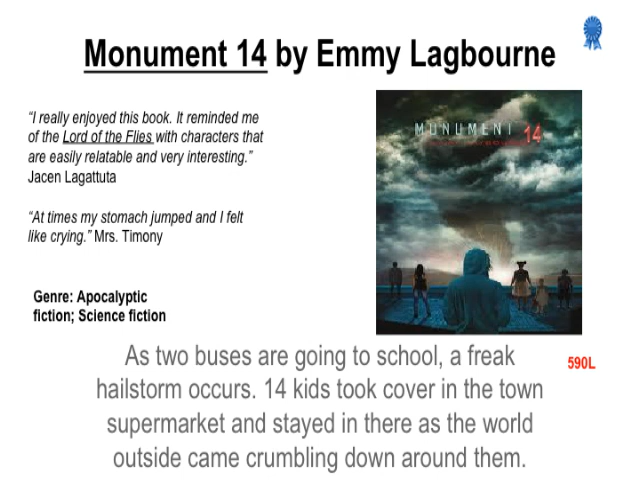 Monument 14 by Emmy Lagbourne
“I really enjoyed this book. It reminded me
of the Lord of the Flies with characters that
are easily relatable and very interesting.”
Jacen Lagattuta
“At times my stomach jumped and I felt
like crying.” Mrs. Timony
Genre: Apocalyptic
fiction; Science fiction
MONUMENT 14
As two buses are going to school, a freak
hailstorm occurs. 14 kids took cover in the town
supermarket and stayed in there as the world
outside came crumbling down around them.
590L